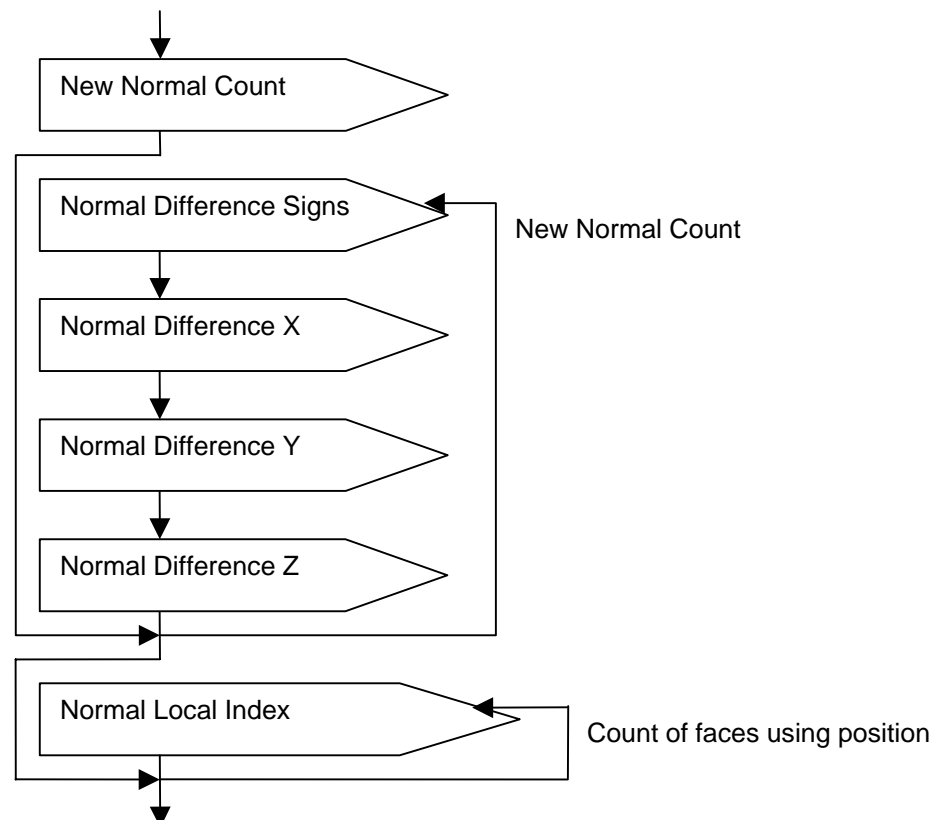 New Normal Count
Normal Difference Signs
New Normal Count
Normal Difference X
Normal Difference Y
Normal Difference Z
Normal Local Index
Count of faces using position